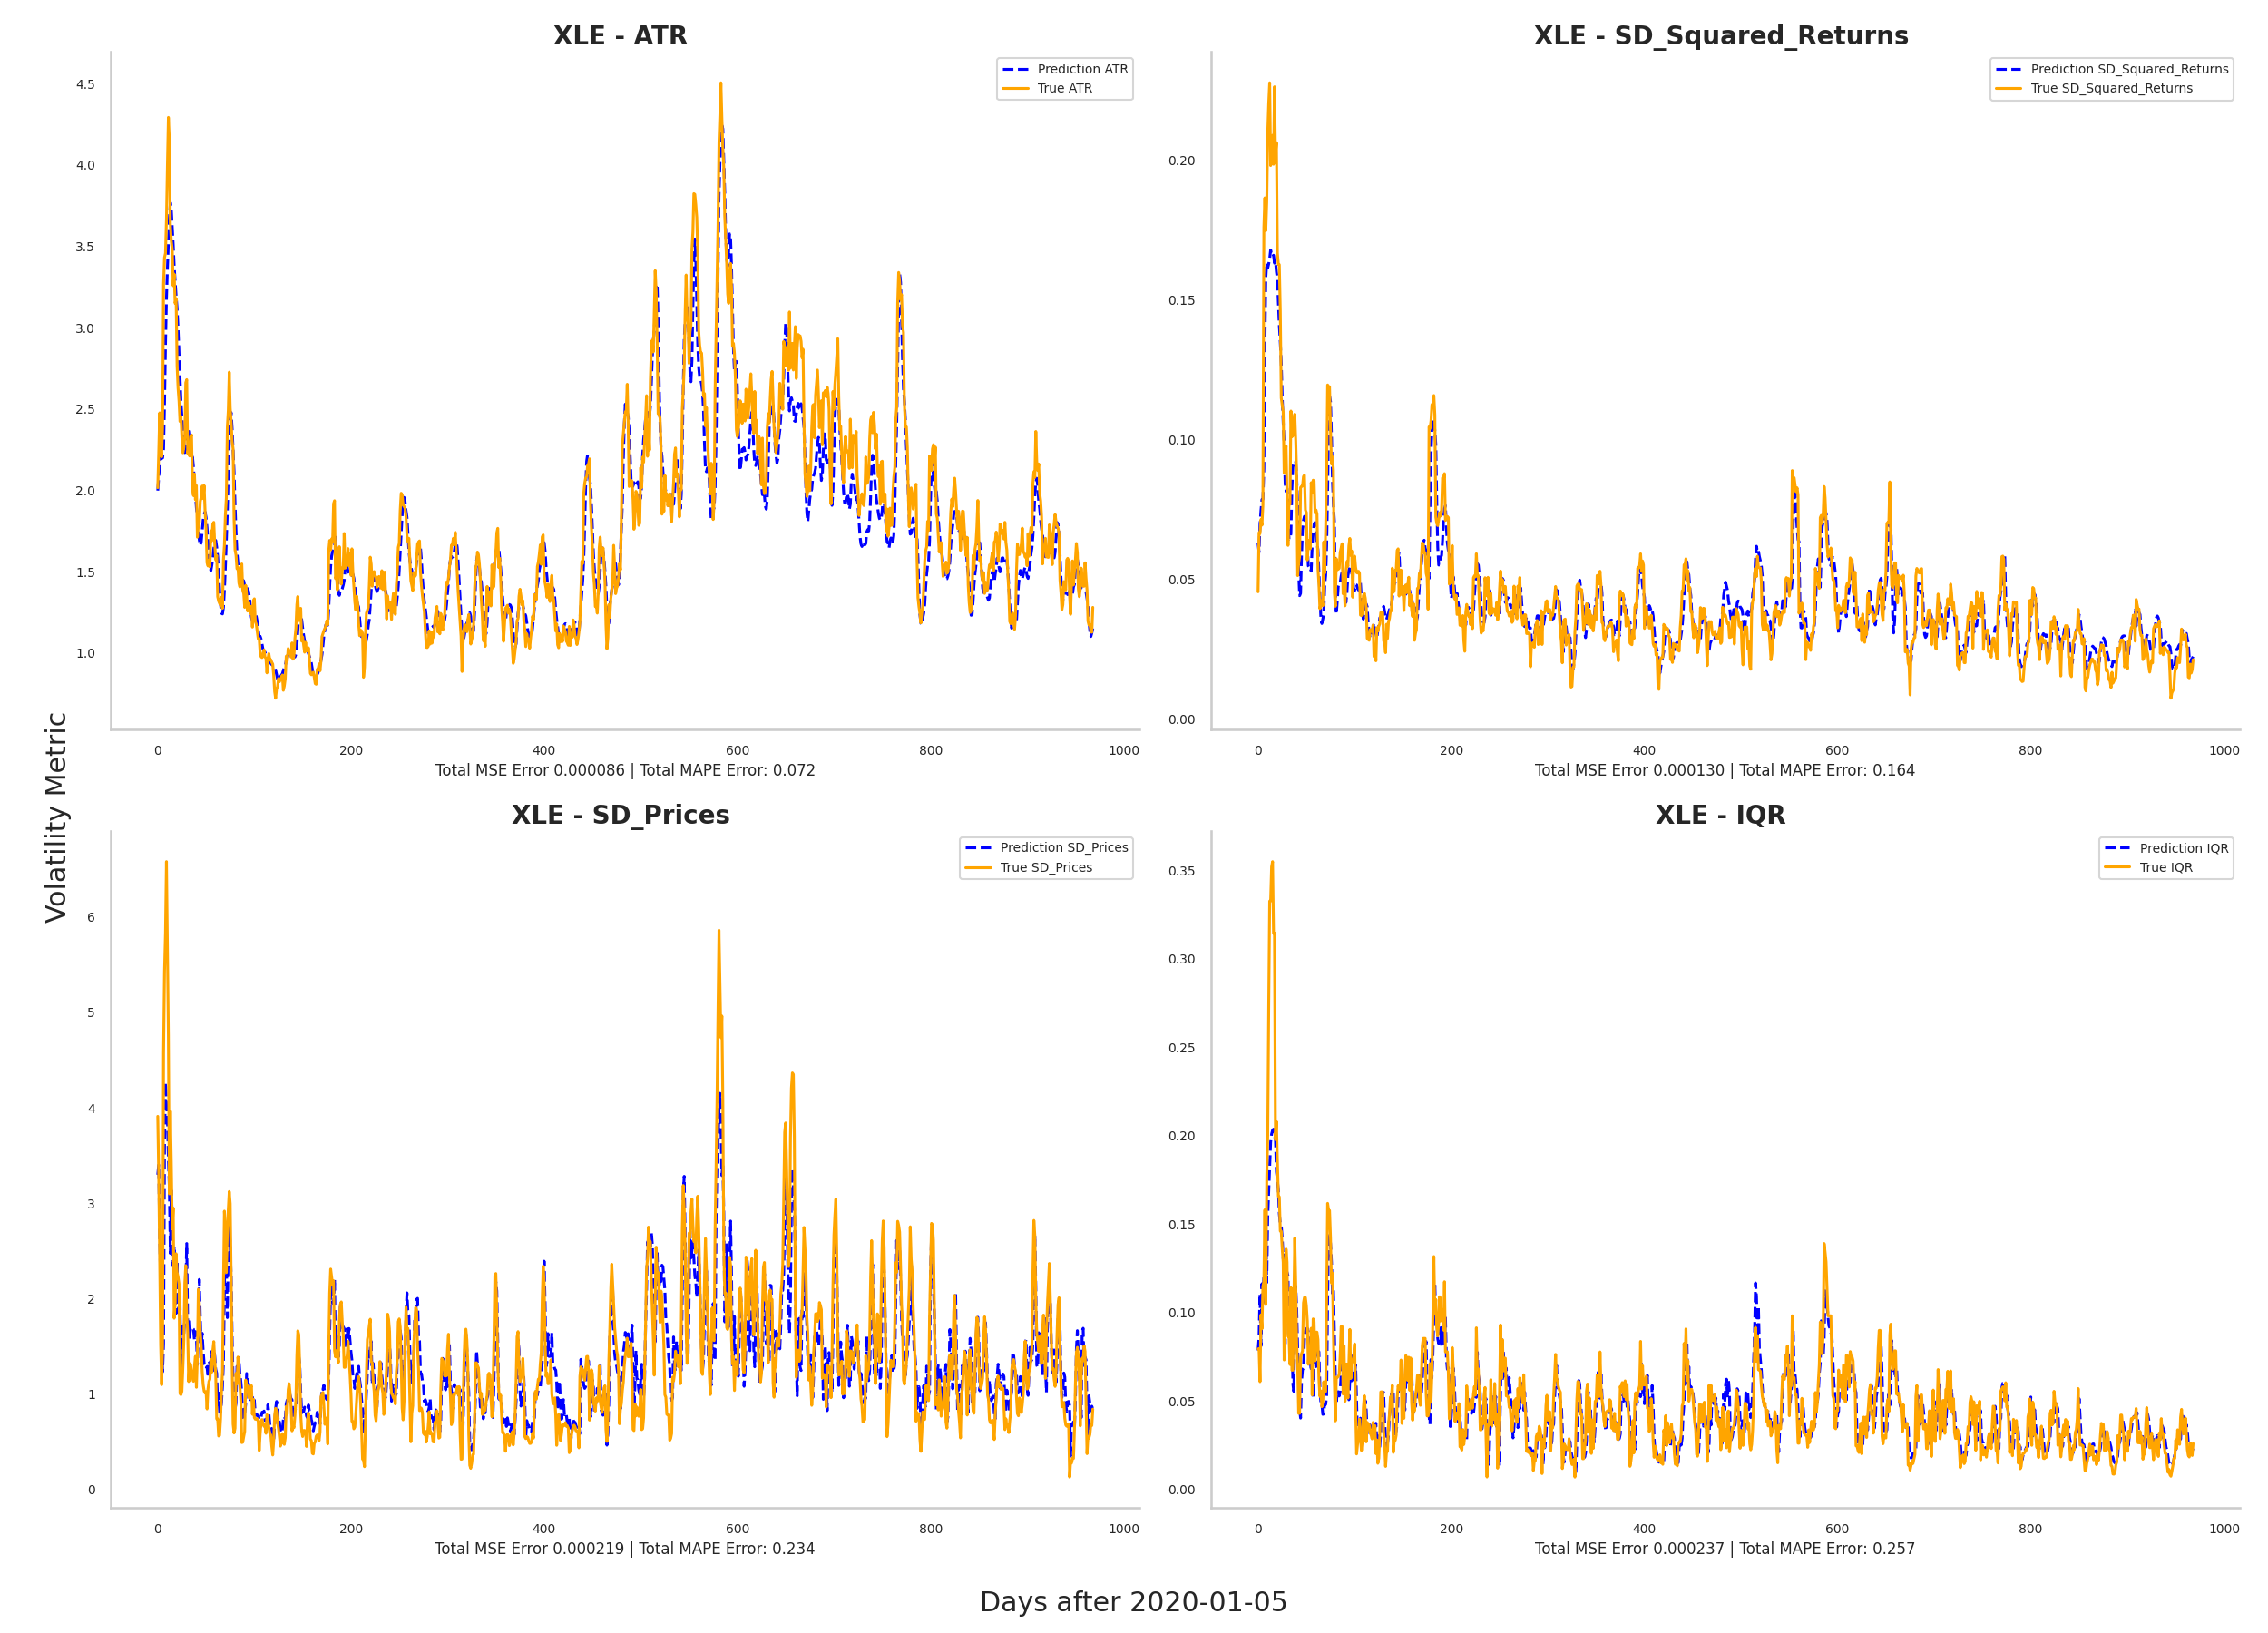 XLE - ATR
Prediction ATR
True ATR
4.5
4.0
3.5
3.0
2.5
2.0
1.5
1.0
0 200 400 600 800 1000
Total MSE Error 0.000086 | Total MAPE Error: 0.072
XLE - SD_Squared_Returns
Prediction SD_Squared_Returns
True SD_Squared_Returns
0.20
0.15
0.10
0.05
0.00
0 200 400 600 800 1000
Total MSE Error 0.000130 | Total MAPE Error: 0.164
Volatility Metric
XLE - SD_Prices
Prediction SD_Prices
True SD_Prices
6
5
4
3
2
1
0
0 200 400 600 800 1000
Total MSE Error 0.000219 | Total MAPE Error: 0.234
XLE - IQR
Prediction IQR
True IQR
0.35
0.30
0.25
0.20
0.15
0.10
0.05
0.00
0 200 400 600 800 1000
Total MSE Error 0.000237 | Total MAPE Error: 0.257
Days after 2020-01-05